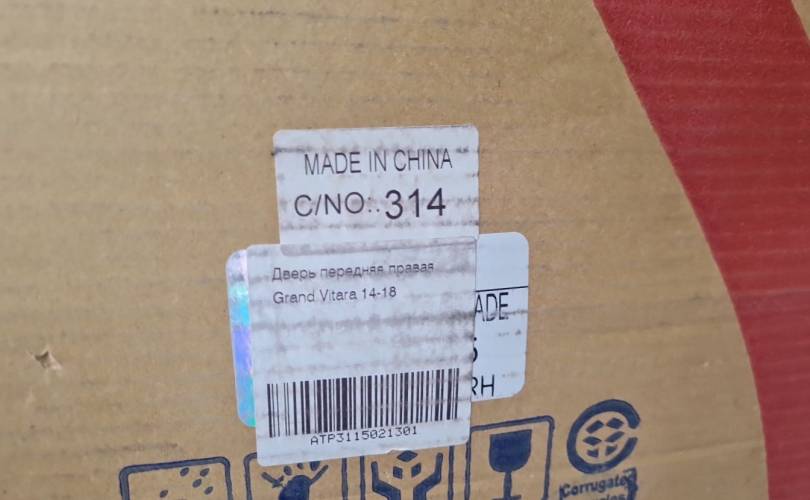 MADE IN CHINA
C/NO:. 314
Дверь передняя правая
Grand Vitara 14-18
ADE
RH
ATP3115021301
Corrugated